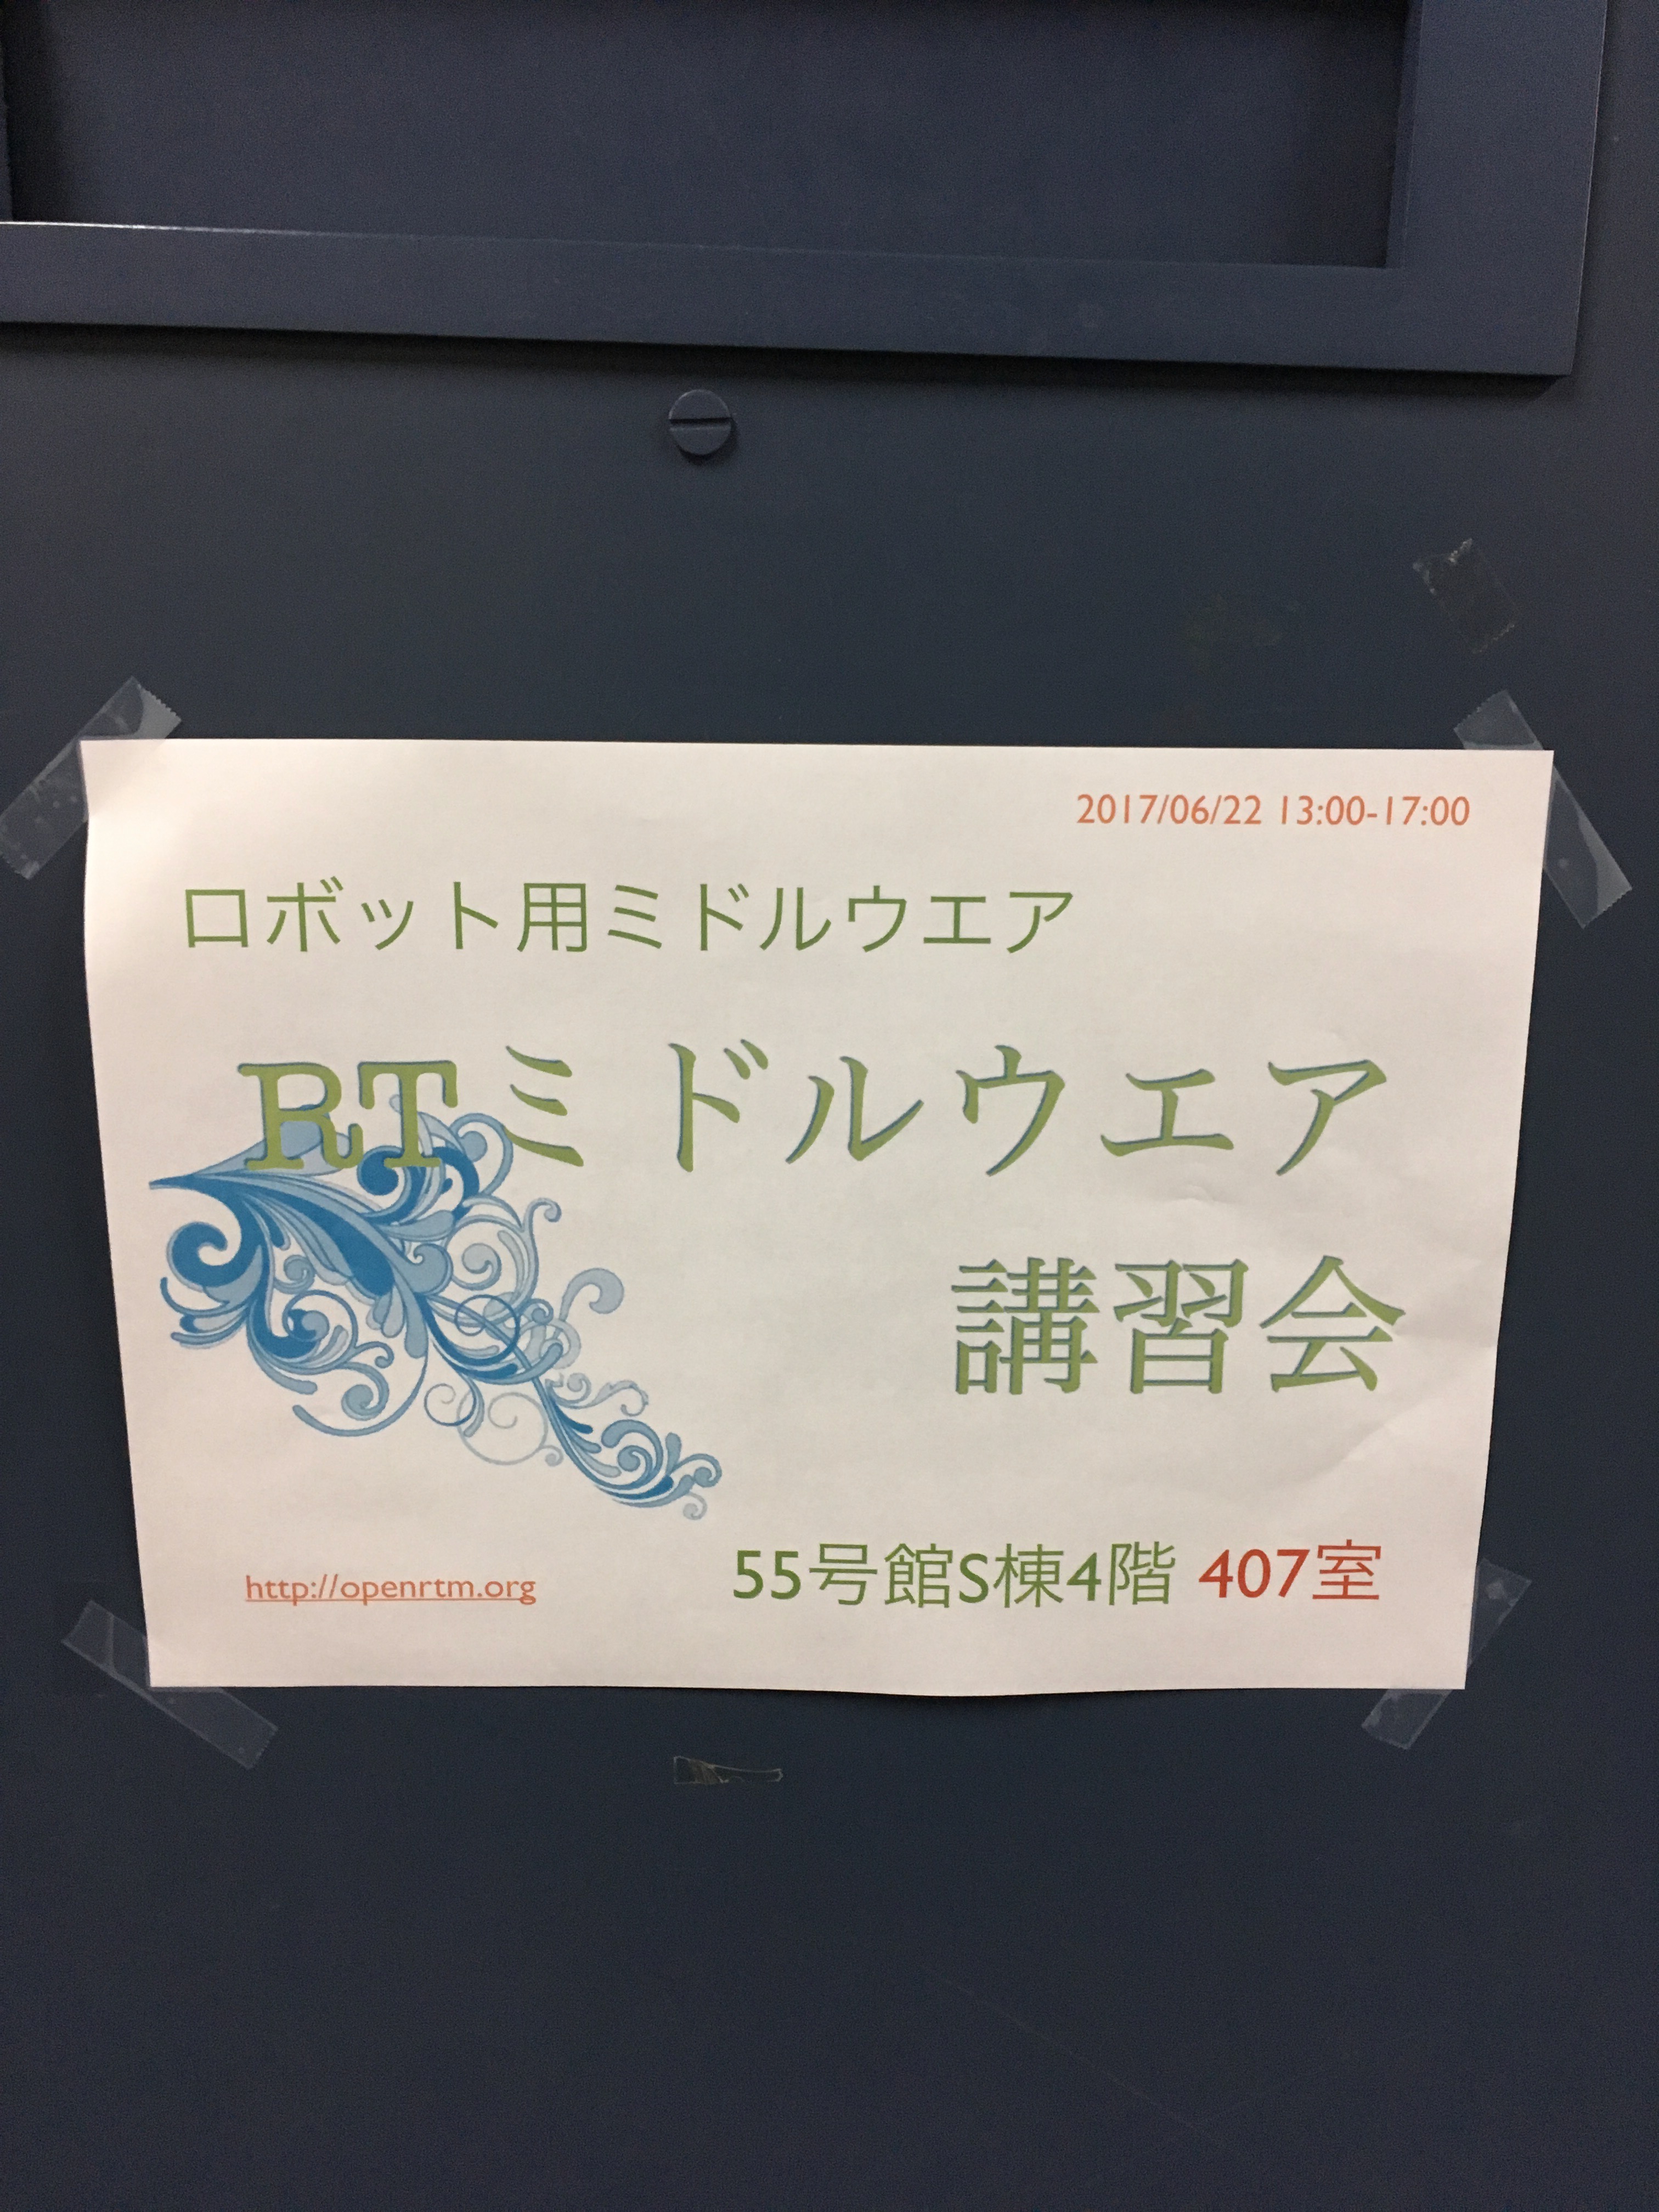 2017/06/22 13:00-17:00
ロボット用ミドルウエア
RTミドルウエア
講習会
http://openrtm.org
55号館S棟4階 407室